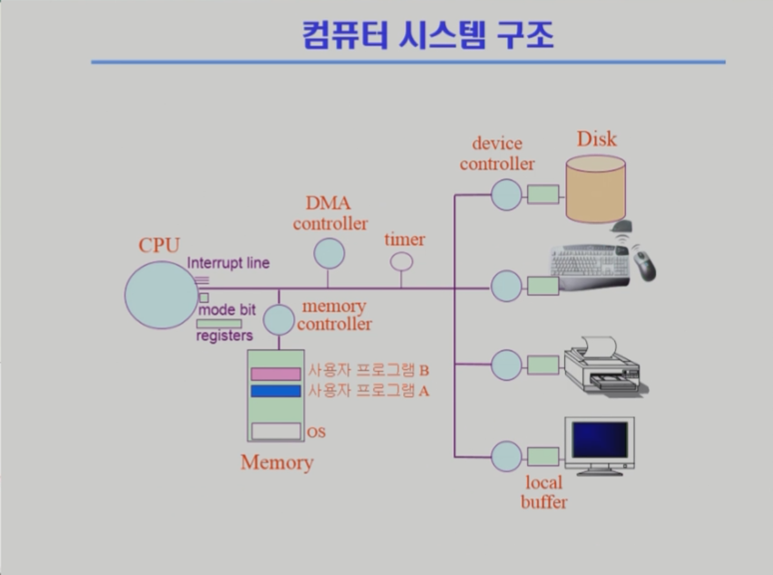 컴퓨터 시스템 구조
device
controller
Disk
DMA
controller
timer
CPU
Interrupt line
mode bit
registers
memory
controller
사용자 프로그램 B
사용자 프로그램 A
OS
Memory
local
buffer